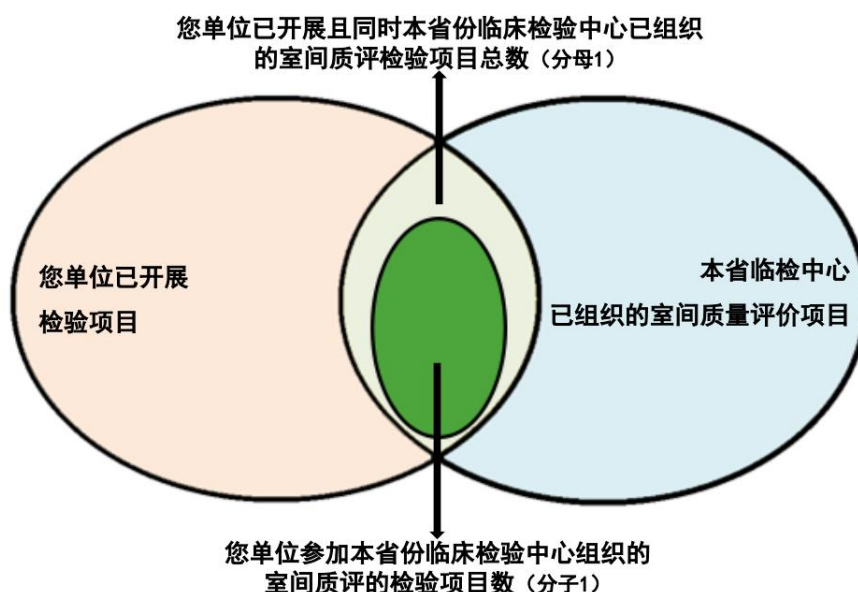 您单位已开展且同时本省份临床检验中心已组织
的室间质评检验项目总数（分母1）
您单位已开展
检验项目
本省临检中心
已组织的室间质量评价项目
您单位参加本省份临床检验中心组织的
室间质评的检验项目数（分子1）